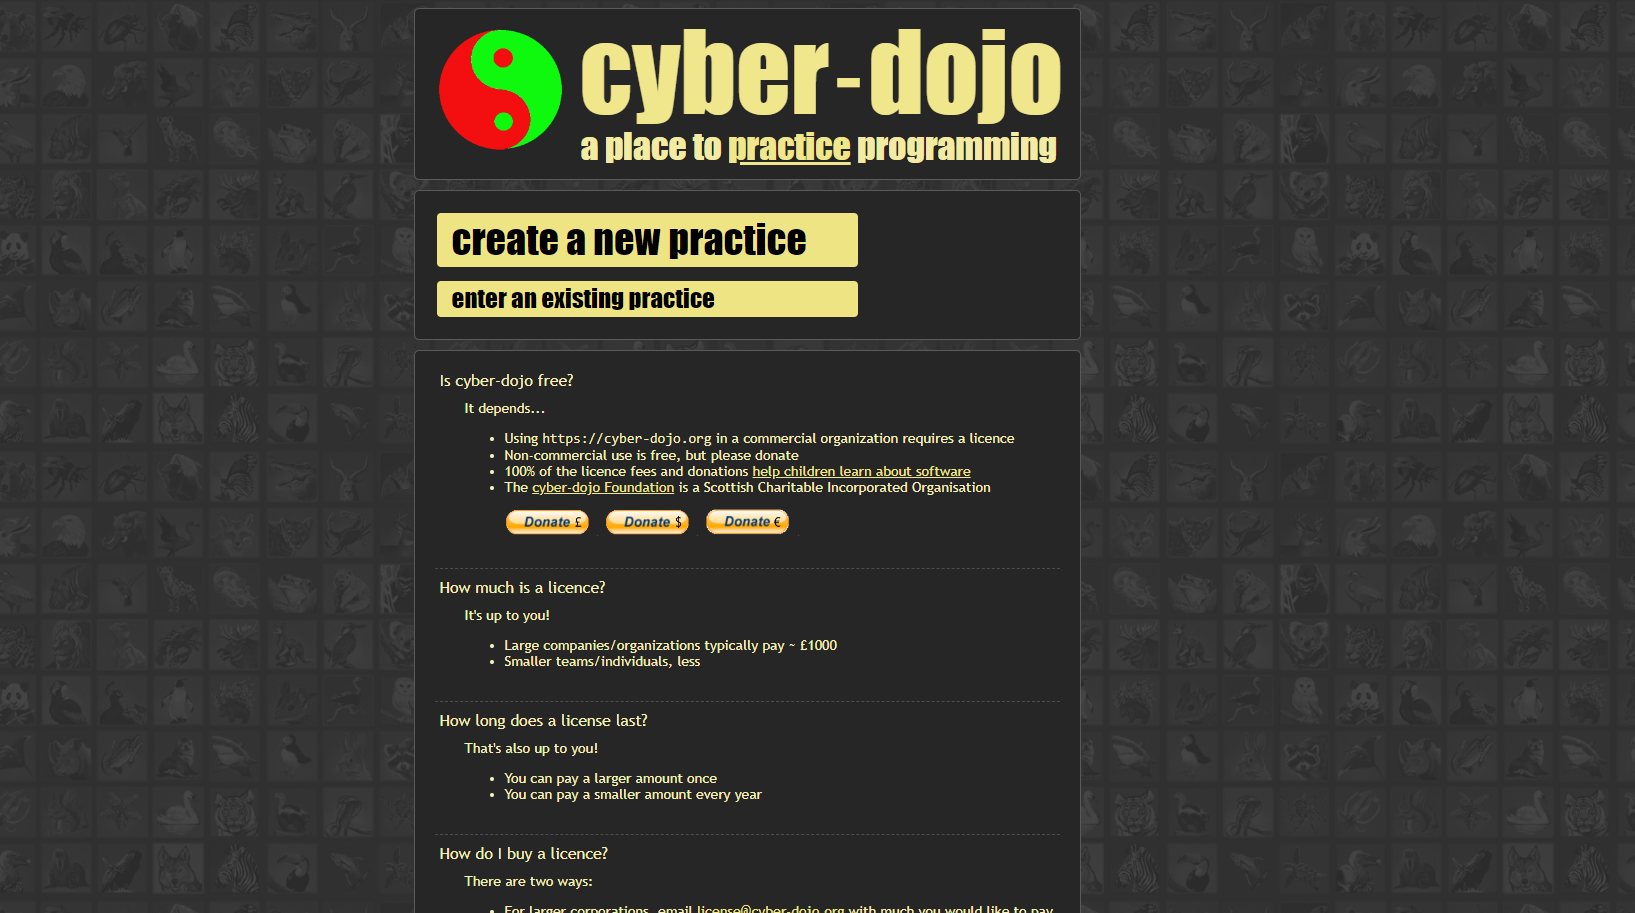 cyber-dojo
a place to practice programming
create a new practice
enter an existing practice
Is cyber-dojo free?
It depends...
• Using https://cyber-dojo.org in a commercial organization requires a licence
• Non-commercial use is free, but please donate
• 100% of the licence fees and donations help children learn about software
• The cyber-dojo Foundation is a Scottish Charitable Incorporated Organisation
Donate £ Donate $ Donate €
How much is a licence?
It's up to you!
• Large companies/organizations typically pay ~ £1000
• Smaller teams/individuals, less
How long does a license last?
That's also up to you!
• You can pay a larger amount once
• You can pay a smaller amount every year
How do I buy a licence?
There are two ways:
• For larger corporations, email license@cyber-dojo.org with much you would like to pay